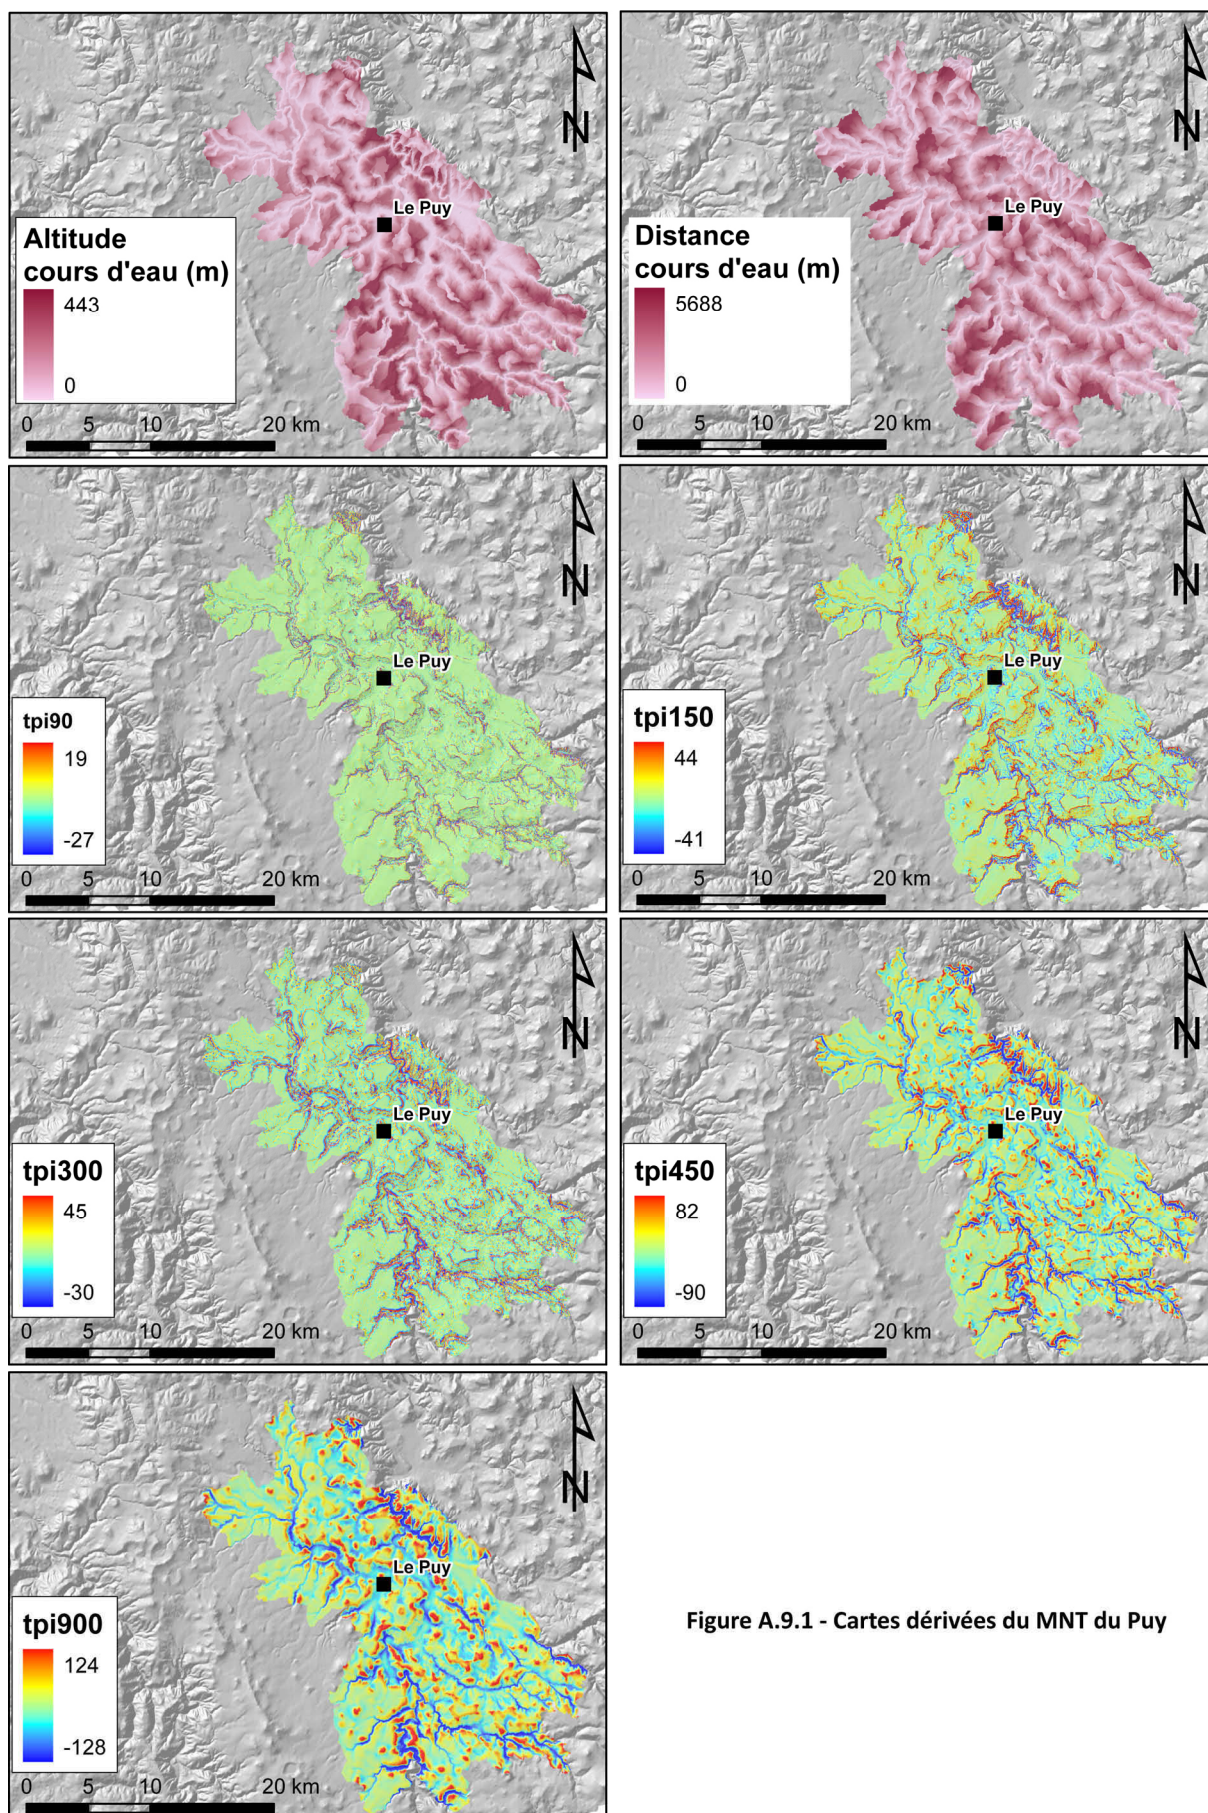 N
Le Puy
Altitude
cours d'eau (m)
443
0
0 5 10 20 km
N
Le Puy
Distance
cours d'eau (m)
5688
0
0 5 10 20 km
N
Le Puy
tpi90
19
-27
0 5 10 20 km
N
Le Puy
tpi150
44
-41
0 5 10 20 km
N
Le Puy
tpi300
45
-30
0 5 10 20 km
N
Le Puy
tpi450
82
-90
0 5 10 20 km
N
Le Puy
tpi900
124
-128
0 5 10 20 km
Figure A.9.1 - Cartes dérivées du MNT du Puy